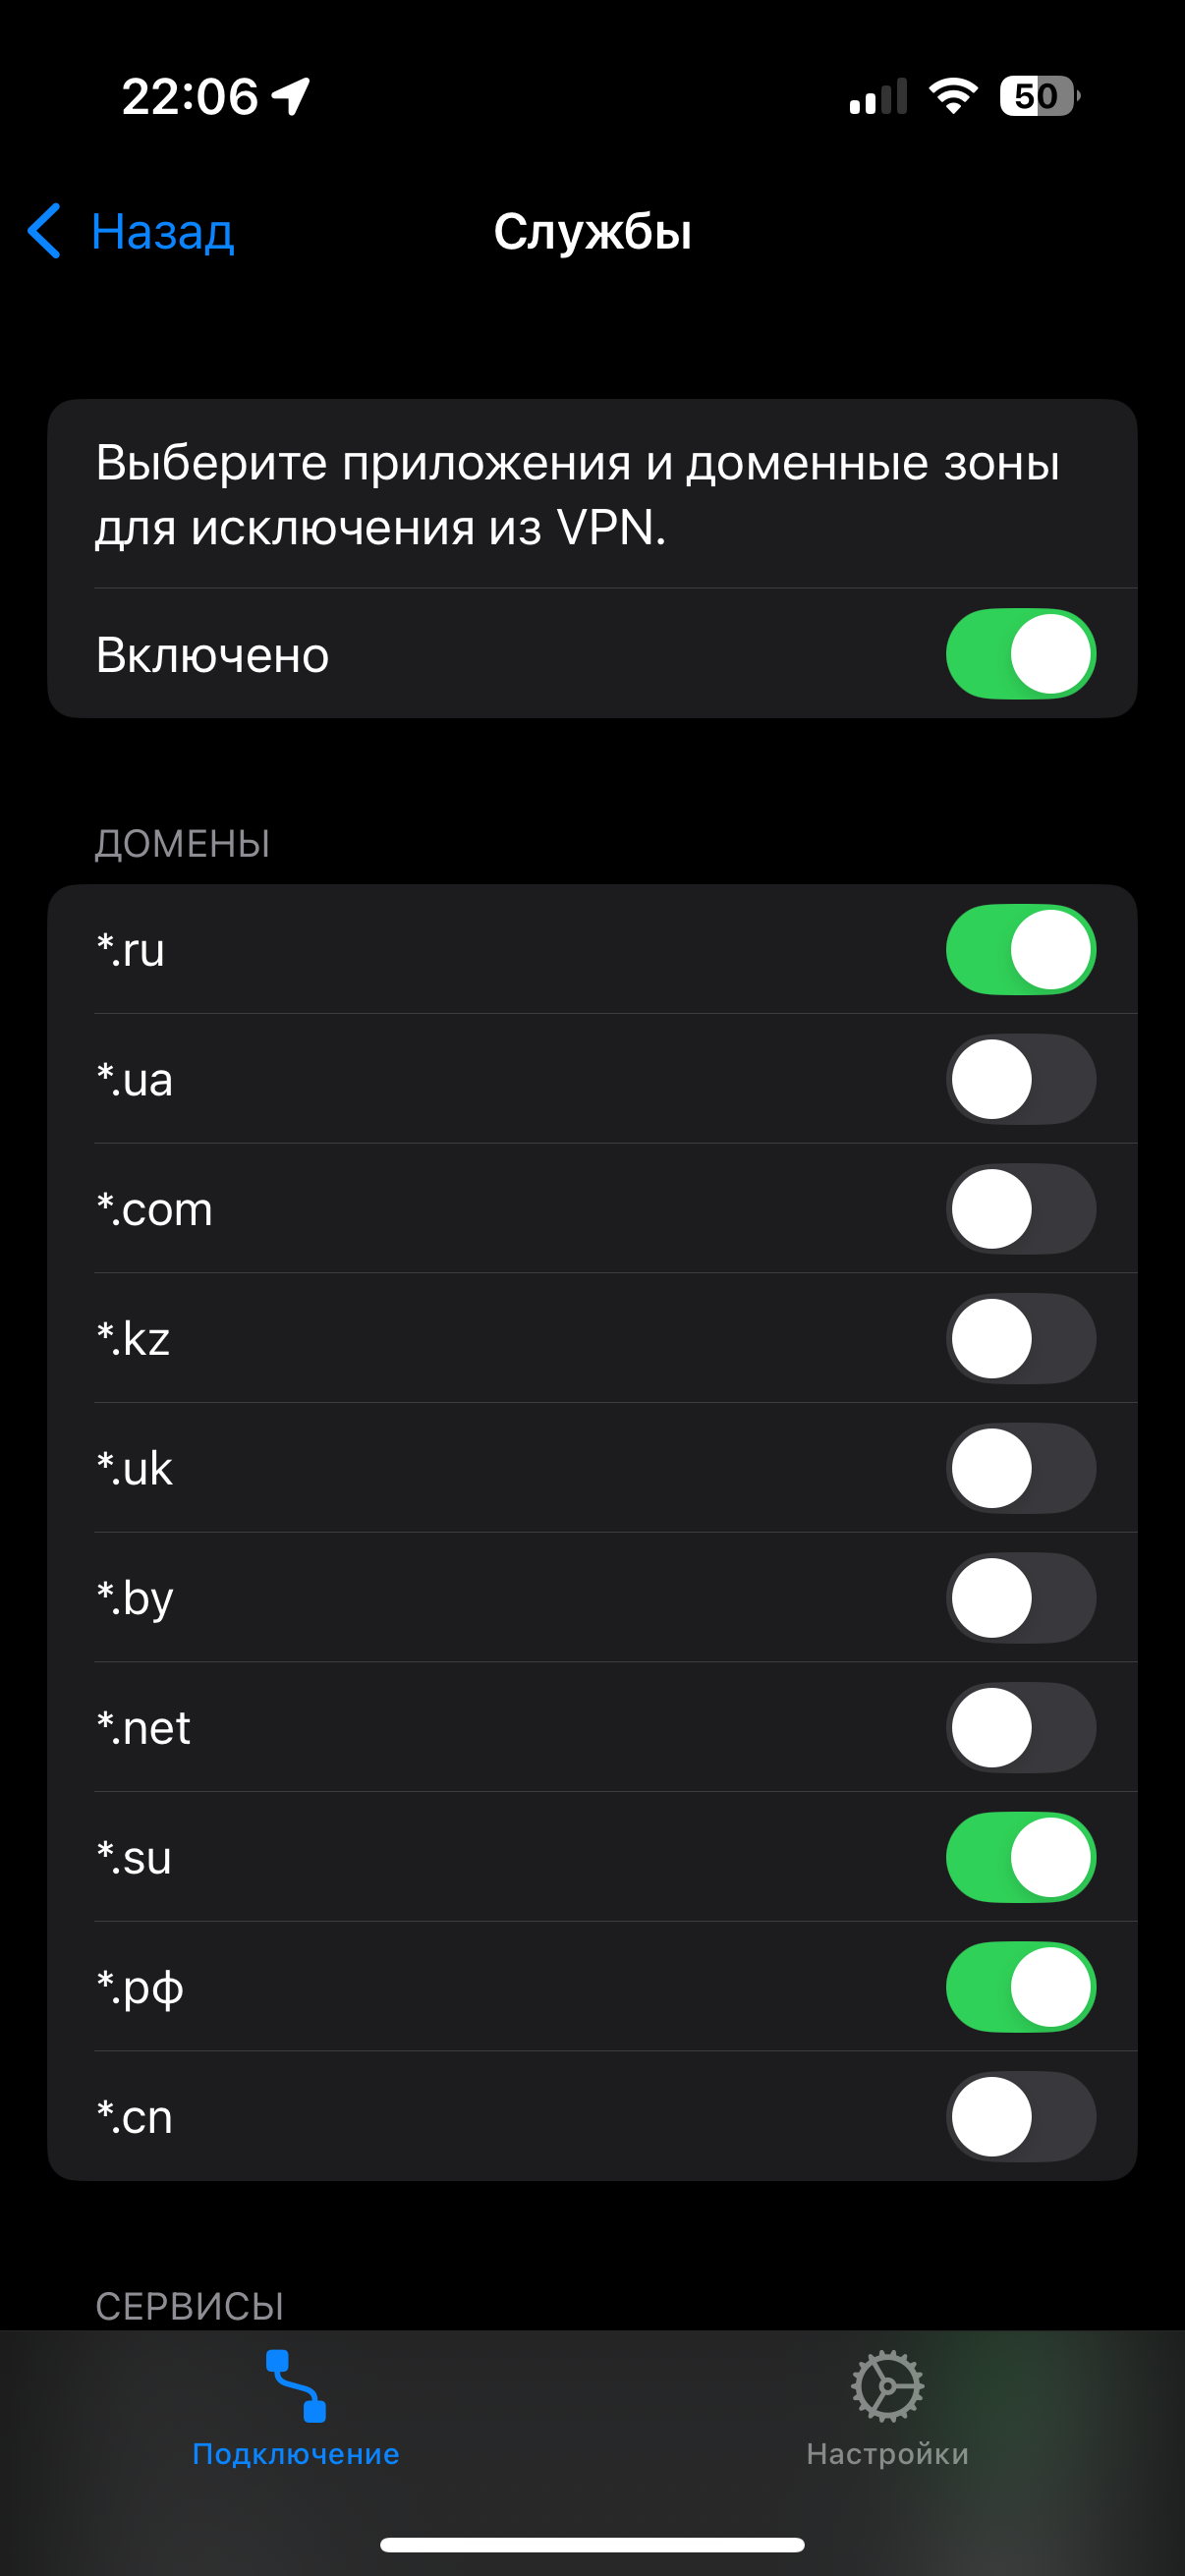 22:06
50
Назад
Службы
Выберите приложения и доменные зоны
для исключения из VPN.
Включено
ДОМЕНЫ
*.ru
*.ua
*.com
*.kz
*.uk
*.by
*.net
*.su
*.рф
*.cn
СЕРВИСЫ
Подключение
Настройки